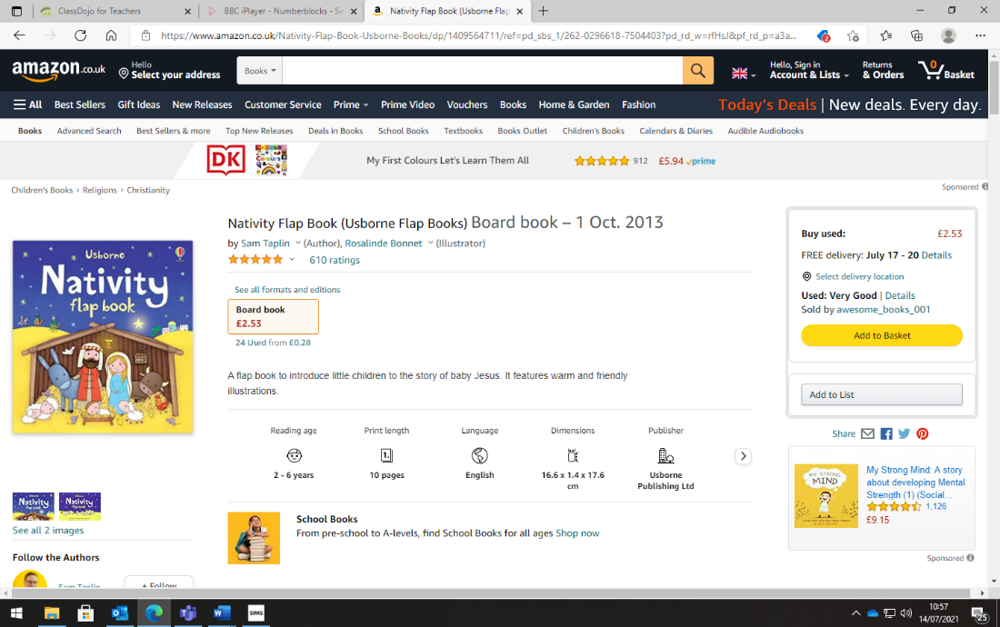 ClassDojo for Teachers
BBC iPlayer - Numberblocks - Se
Nativity Flap Book (Usborne Flap
https://www.amazon.co.uk/Nativity-Flap-Book-Usborne-Books/dp/1409564711/ref=pd_sbs_1/262-0296618-7504403?pd_rd_w=rfHsJ&pf_rd_p=a3a...
2
amazon.co.uk
Hello
Select your address
Books
Hello, Sign in
Account & Lists
Returns
& Orders
0
Basket
All Best Sellers Gift Ideas New Releases Customer Service Prime Prime Video Vouchers Books Home & Garden Fashion
Today's Deals | New deals. Every day.
Books Advanced Search Best Sellers & more Top New Releases Deals in Books School Books Textbooks Books Outlet Children's Books Calendars & Diaries Audible Audiobooks
DK
Colours
My First Colours Let's Learn Them All
912
£5.94 prime
Children's Books › Religions › Christianity
Sponsored
Nativity Flap Book (Usborne Flap Books) Board book – 1 Oct. 2013
by Sam Taplin (Author), Rosalinde Bonnet (Illustrator)
610 ratings
See all formats and editions
Board book
£2.53
24 Used from £0.28
A flap book to introduce little children to the story of baby Jesus. It features warm and friendly
illustrations.
Reading age
Print length
Language
Dimensions
Publisher
1.
2 - 6 years
10 pages
English
16.6 x 1.4 x 17.6
cm
Usborne
Publishing Ltd
School Books
From pre-school to A-levels, find School Books for all ages Shop now
Usborne
Nativity
flap book
Nativity
Nativity
See all 2 images
Follow the Authors
Sam Taplin
+ Follow
Buy used:
£2.53
FREE delivery: July 17 - 20 Details
Select delivery location
Used: Very Good | Details
Sold by awesome_books_001
Add to Basket
Add to List
Share
MY STRONG
MIND
My Strong Mind: A story
about developing Mental
Strength (1) (Social...
1,126
£9.15
Sponsored
SIMS
10:57
14/07/2021
25